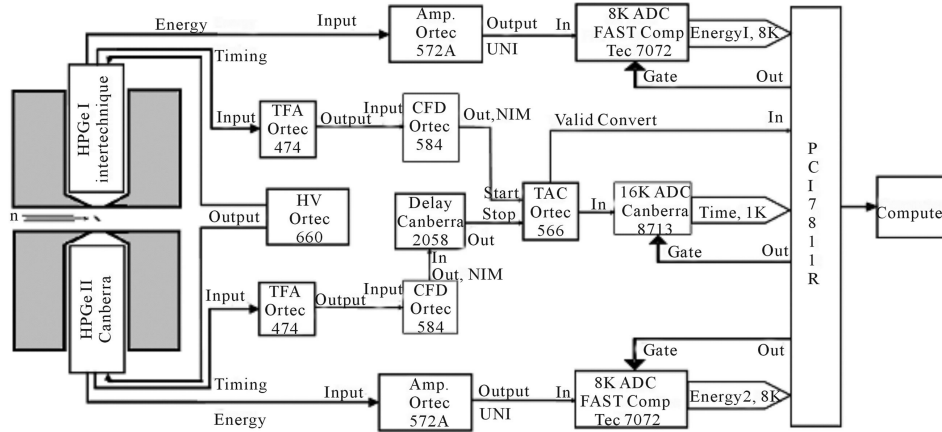 Energy
Input
Amp.
Ortec
572A
Output
UNI
In
8K ADC
FAST Comp
Tec 7072
Energy1, 8K
Gate
Out
Timing
HPGe I
intertechnique
Input
TFA
Ortec
474
Output
Input
CFD
Ortec
584
Out,NIM
Valid Convert
In
n
Output
HV
Ortec
660
Delay
Canberra
2058
Start
Stop
Out
In
TAC
Ortec
566
In
16K ADC
Canberra
8713
Time, 1K
Gate
Out
PCI7811R
Computer
Out, NIM
HPGe II
Canberra
Input
TFA
Ortec
474
Output
Input
CFD
Ortec
584
Timing
Energy
Input
Amp.
Ortec
572A
Output
UNI
In
Gate
Out
8K ADC
FAST Comp
Tec 7072
Energy2, 8K